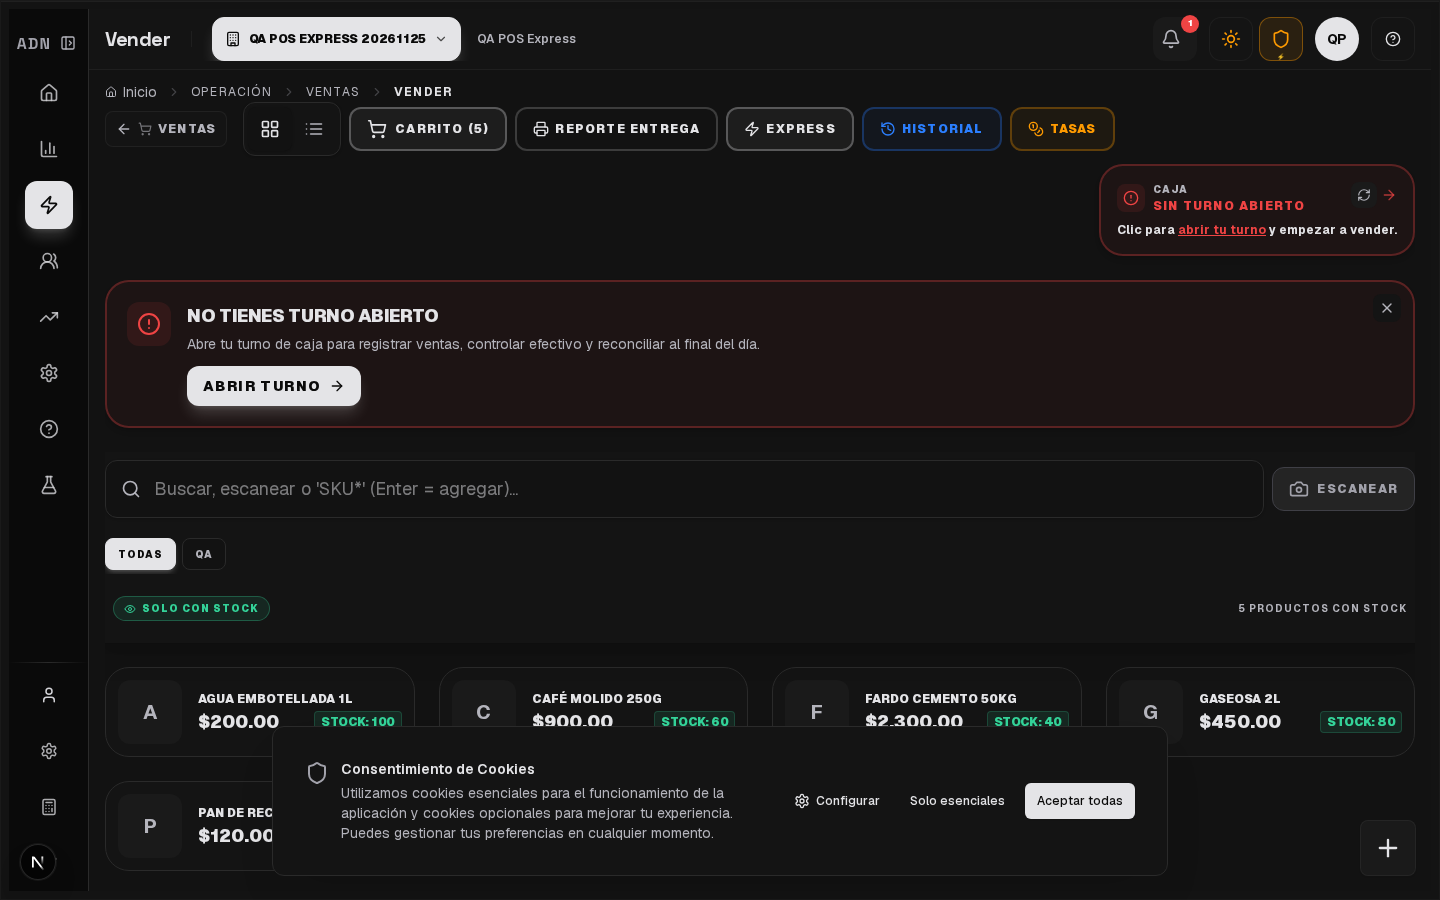 ADN
Vender
QA POS EXPRESS 20261125
QA POS Express
1
QP
Inicio
OPERACIÓN
VENTAS
VENDER
VENTAS
CARRITO (5)
REPORTE ENTREGA
EXPRESS
HISTORIAL
TASAS
CAJA
SIN TURNO ABIERTO
Clic para abrir tu turno y empezar a vender.
NO TIENES TURNO ABIERTO
Abre tu turno de caja para registrar ventas, controlar efectivo y reconciliar al final del día.
ABRIR TURNO
Buscar, escanear o 'SKU*' (Enter = agregar)...
ESCANEAR
TODAS
QA
SOLO CON STOCK
5 PRODUCTOS CON STOCK
A
AGUA EMBOTELLADA 1L
$200.00
STOCK: 100
C
CAFÉ MOLIDO 250G
$900.00
STOCK: 60
F
FARDO CEMENTO 50KG
$2,300.00
STOCK: 40
G
GASEOSA 2L
$450.00
STOCK: 80
P
PAN DE REC
$120.00
Consentimiento de Cookies
Utilizamos cookies esenciales para el funcionamiento de la
aplicación y cookies opcionales para mejorar tu experiencia.
Puedes gestionar tus preferencias en cualquier momento.
Configurar
Solo esenciales
Aceptar todas
N